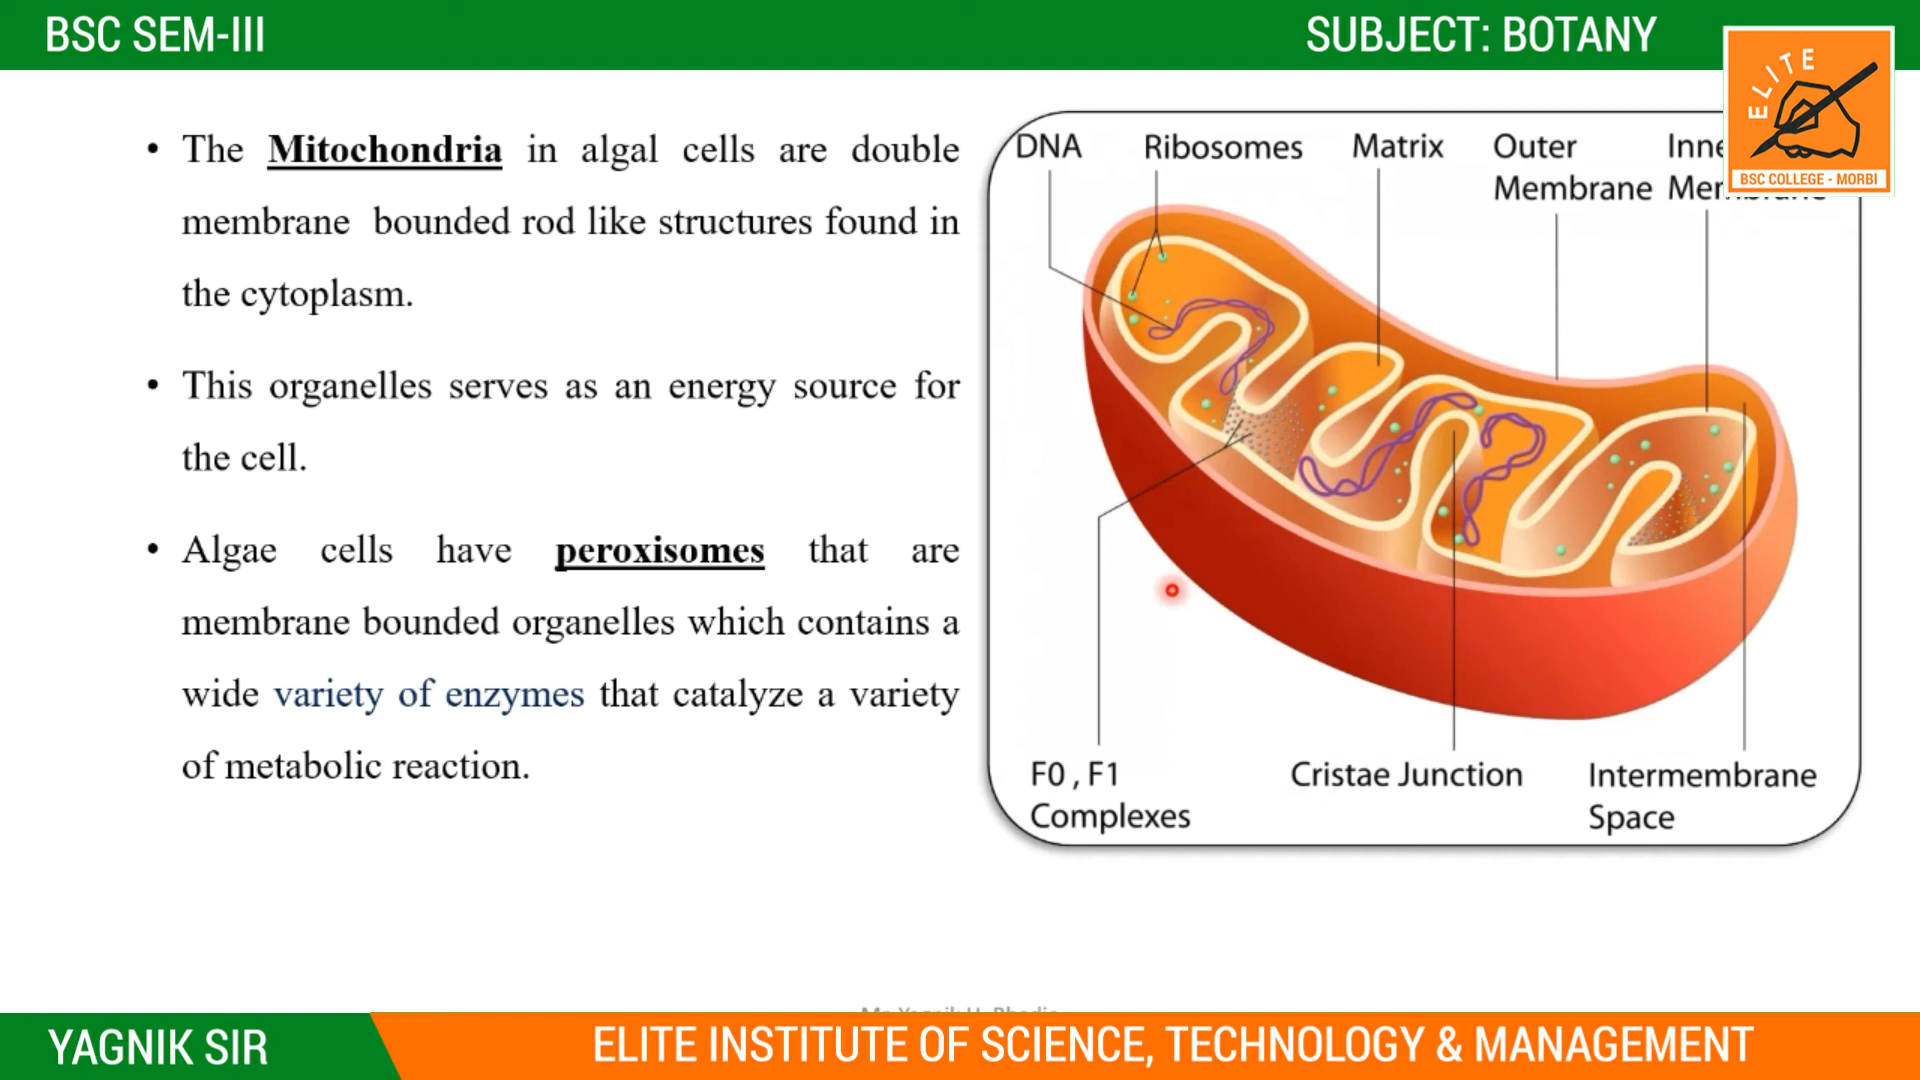 BSC SEM-III
SUBJECT: BOTANY
ELITE
BSC COLLEGE - MORBI
• The Mitochondria in algal cells are double
membrane bounded rod like structures found in
the cytoplasm.
• This organelles serves as an energy source for
the cell.
• Algae cells have peroxisomes that are
membrane bounded organelles which contains a
wide variety of enzymes that catalyze a variety
of metabolic reaction.
DNA
Ribosomes
Matrix
Outer
Membrane
F0 , F1
Complexes
Cristae Junction
Intermembrane
Space
YAGNIK SIR
ELITE INSTITUTE OF SCIENCE, TECHNOLOGY & MANAGEMENT